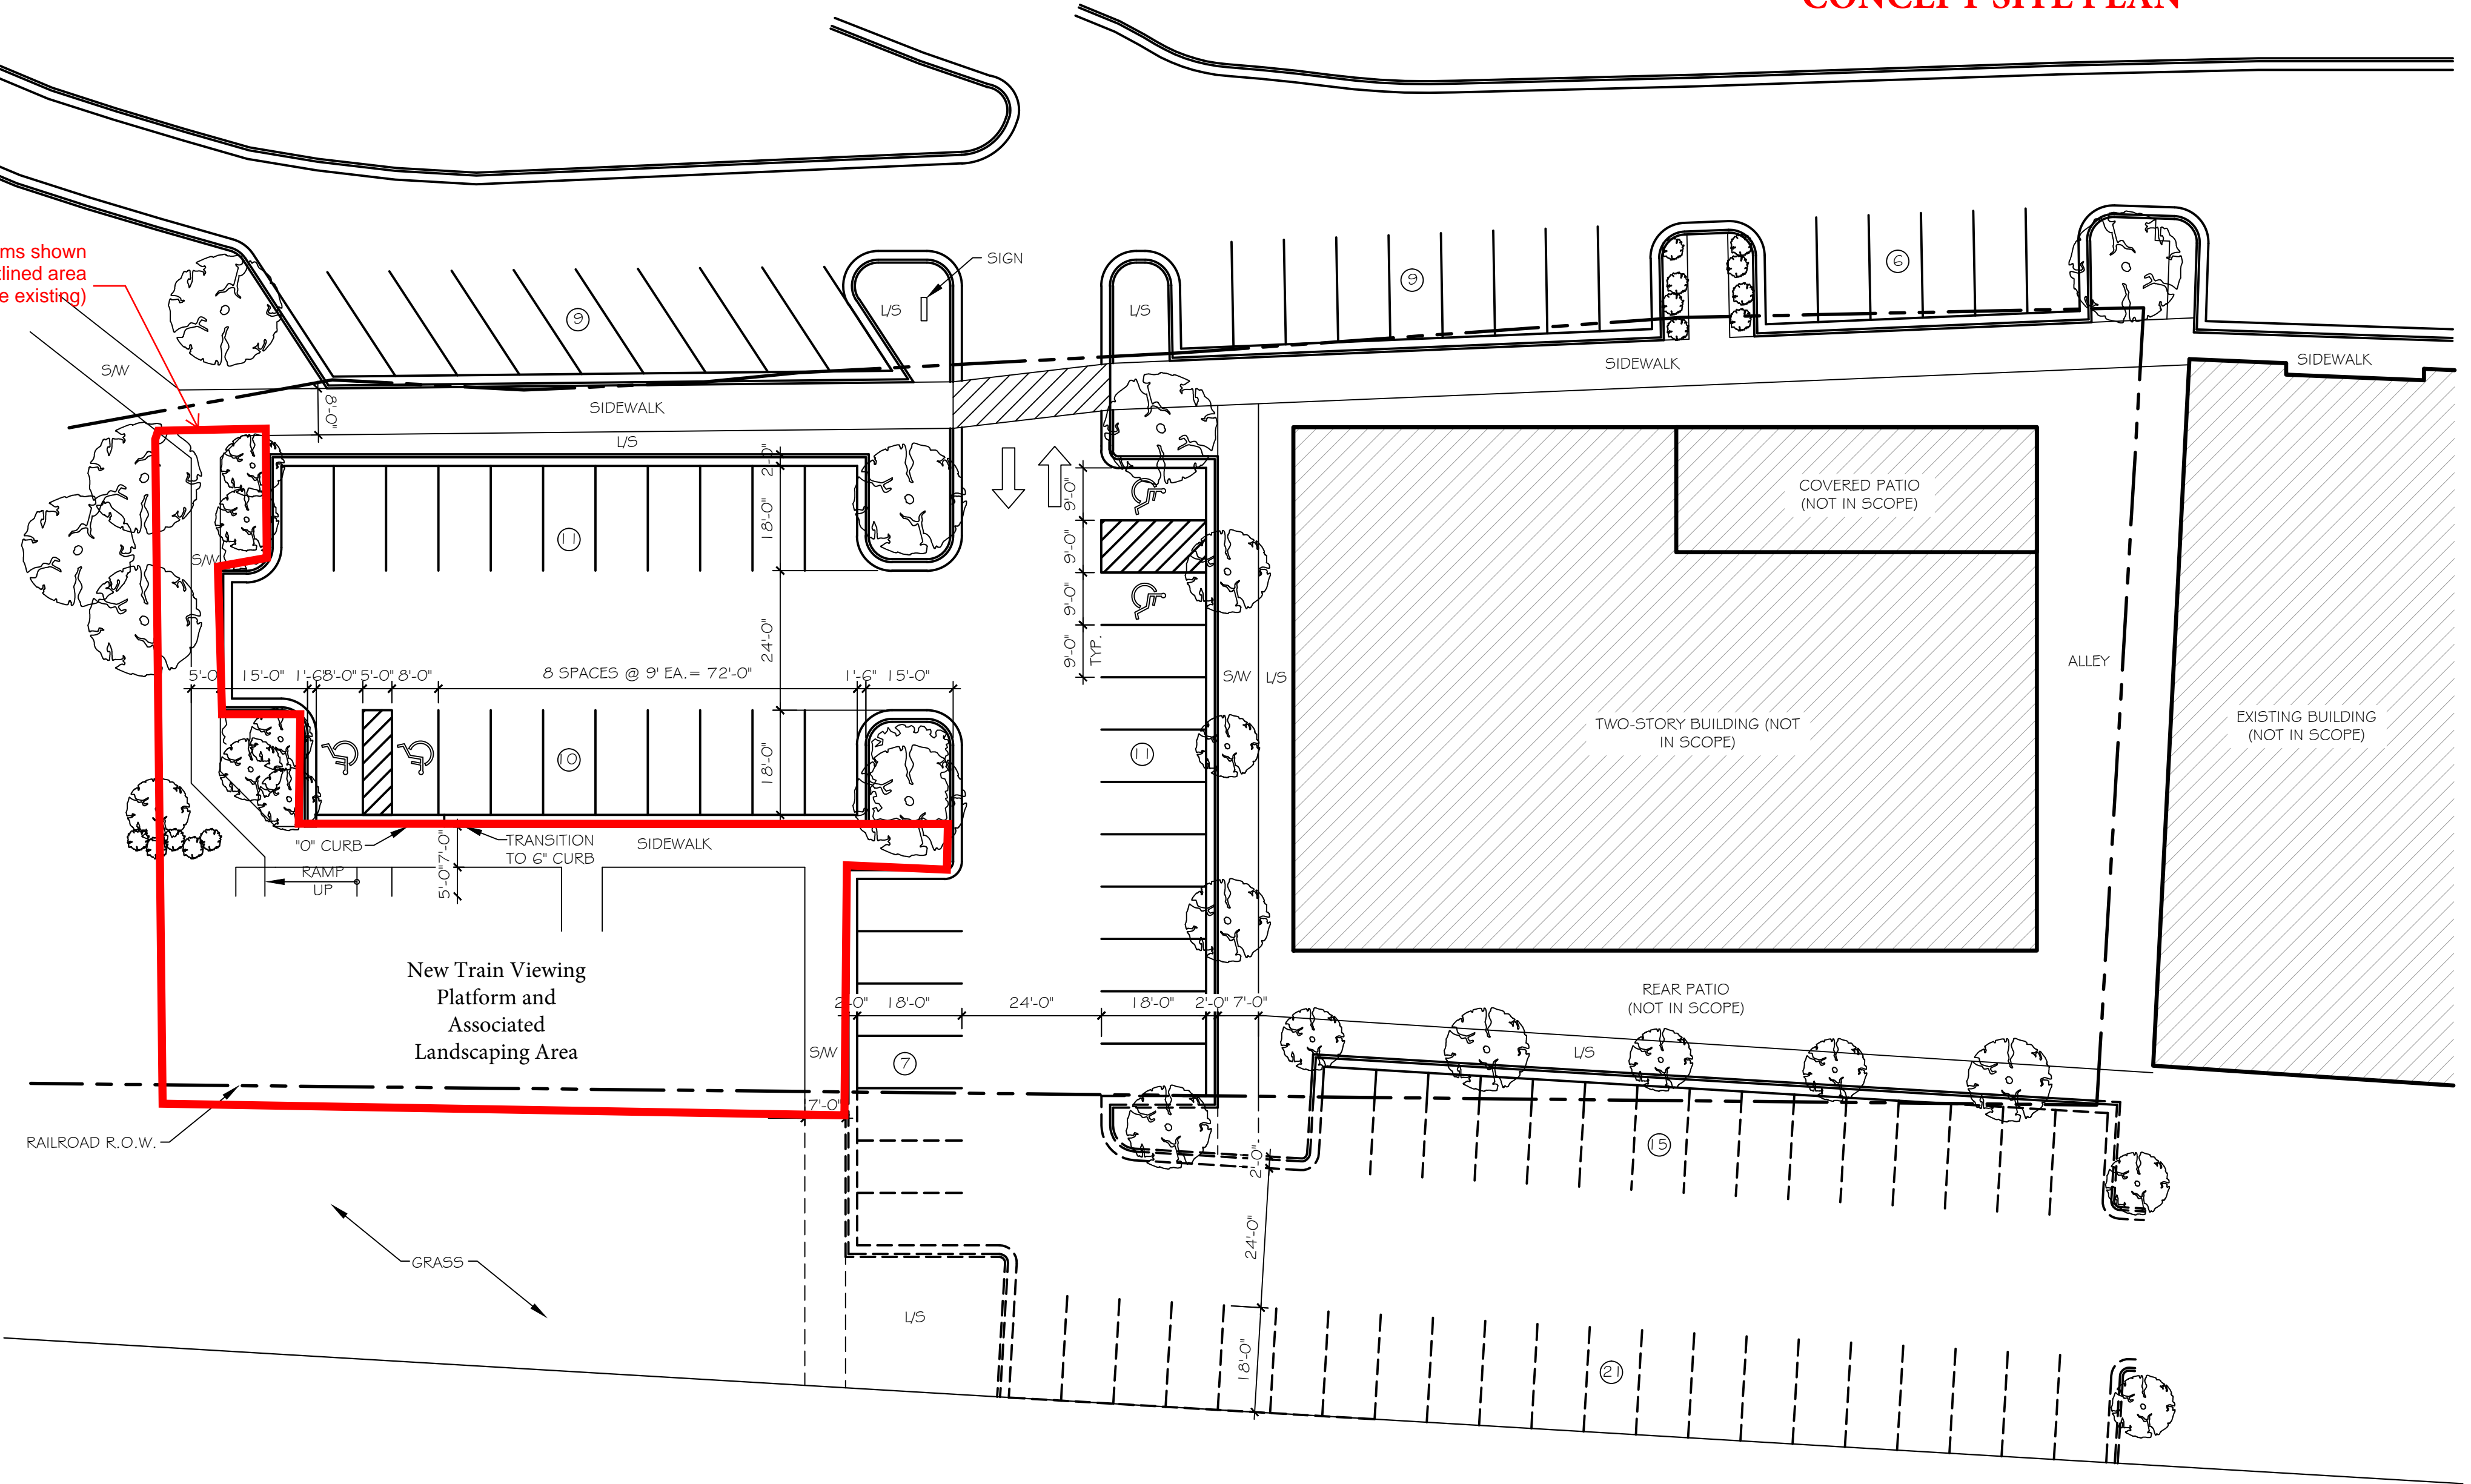 CONCEPT SITE PLAN
ms shown
tlined area
e existing)
SIGN
9
L/S
L/S
9
6
S/W
8'-0"
SIDEWALK
SIDEWALK
SIDEWALK
L/S
2'-0"
18'-0"
11
S/W
9'-0"
9'-0"
9'-0"
9'-0"
TYP.
COVERED PATIO
(NOT IN SCOPE)
24'-0"
5'-0
15'-0"
1'-6"
8'-0"
5'-0"
8'-0"
8 SPACES @ 9' EA.= 72'-0"
1'-6"
15'-0"
S/W
L/S
ALLEY
TWO-STORY BUILDING (NOT
IN SCOPE)
EXISTING BUILDING
(NOT IN SCOPE)
10
18'-0"
11
"0" CURB
TRANSITION
TO 6" CURB
SIDEWALK
7'-0"
5'-0"
RAMP
UP
New Train Viewing
Platform and
Associated
Landscaping Area
-0"
18'-0"
24'-0"
18'-0"
2'-0"
7'-0"
REAR PATIO
(NOT IN SCOPE)
S/W
7
L/S
7'-0"
RAILROAD R.O.W.
15
2'-0"
24'-0"
GRASS
L/S
18'-0"
21